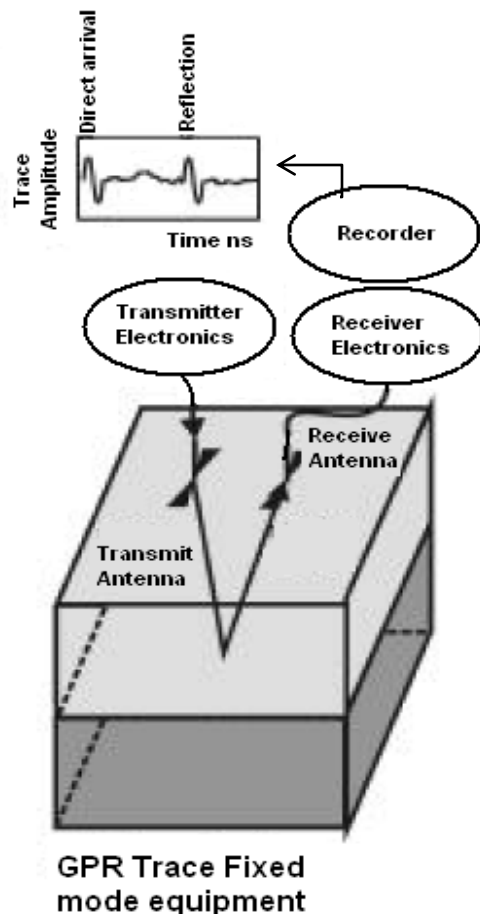 Direct arrival
Reflection
Trace
Amplitude
Time ns
Recorder
Transmitter
Electronics
Receiver
Electronics
Receive
Antenna
Transmit
Antenna
GPR Trace Fixed
mode equipment